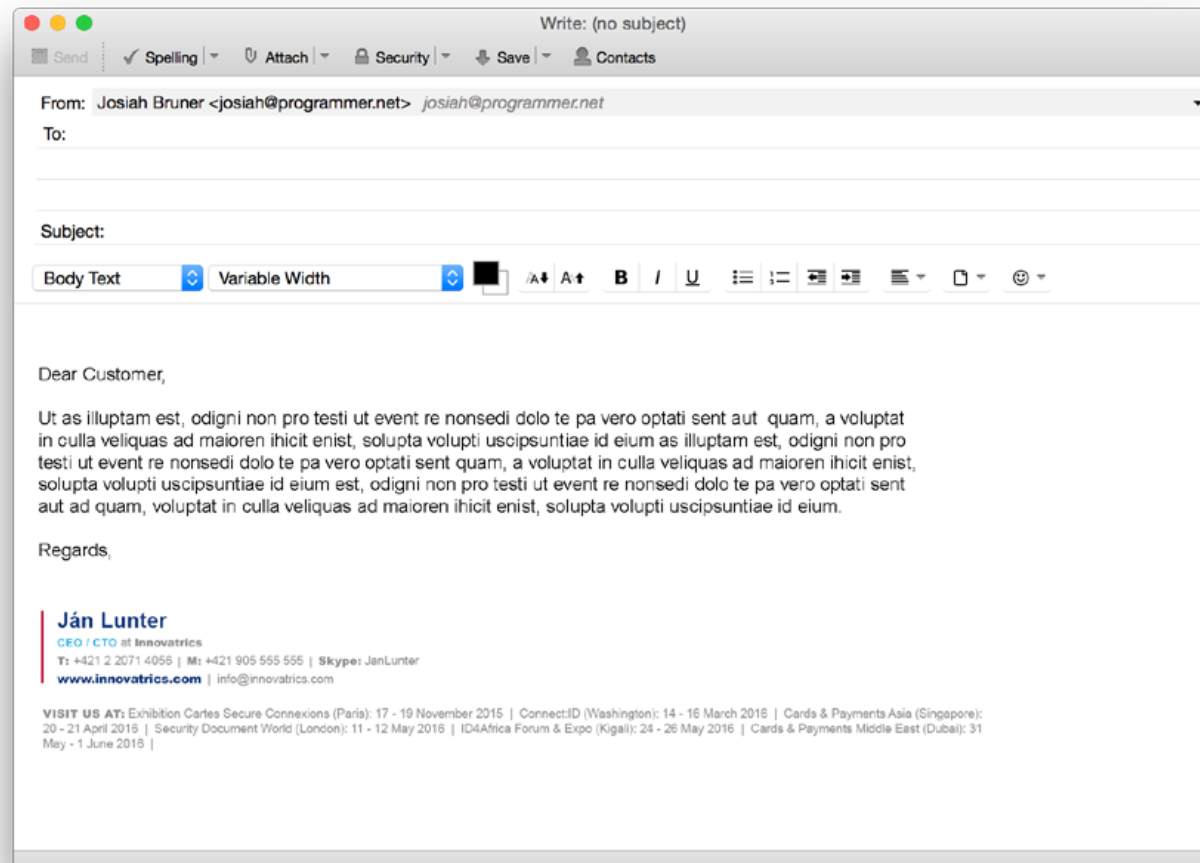 Write: (no subject)
Send Spelling Attach Security Save Contacts
From: Josiah Bruner <josiah@programmer.net> josiah@programmer.net
To:
Subject:
Body Text Variable Width A A B I U
Dear Customer,
Ut as illuptam est, odigni non pro testi ut event re nonsedi dolo te pa vero optati sent aut quam, a voluptat
in culla veliquas ad maioren ihicit enist, solupta volupti uscipsuntiae id eium as illuptam est, odigni non pro
testi ut event re nonsedi dolo te pa vero optati sent quam, a voluptat in culla veliquas ad maioren ihicit enist,
solupta volupti uscipsuntiae id eium est, odigni non pro testi ut event re nonsedi dolo te pa vero optati sent
aut ad quam, voluptat in culla veliquas ad maioren ihicit enist, solupta volupti uscipsuntiae id eium.
Regards,
Ján Lunter
CEO / CTO at Innovatrics
T: +421 2 2071 4056 | M: +421 905 555 555 | Skype: JanLunter
www.innovatrics.com | info@innovatrics.com
VISIT US AT: Exhibition Cartes Secure Connexions (Paris): 17 - 19 November 2015 | Connect:ID (Washington): 14 - 16 March 2016 | Cards & Payments Asia (Singapore):
20 - 21 April 2016 | Security Document World (London): 11 - 12 May 2016 | ID4Africa Forum & Expo (Kigali): 24 - 26 May 2016 | Cards & Payments Middle East (Dubai): 31
May - 1 June 2016 |